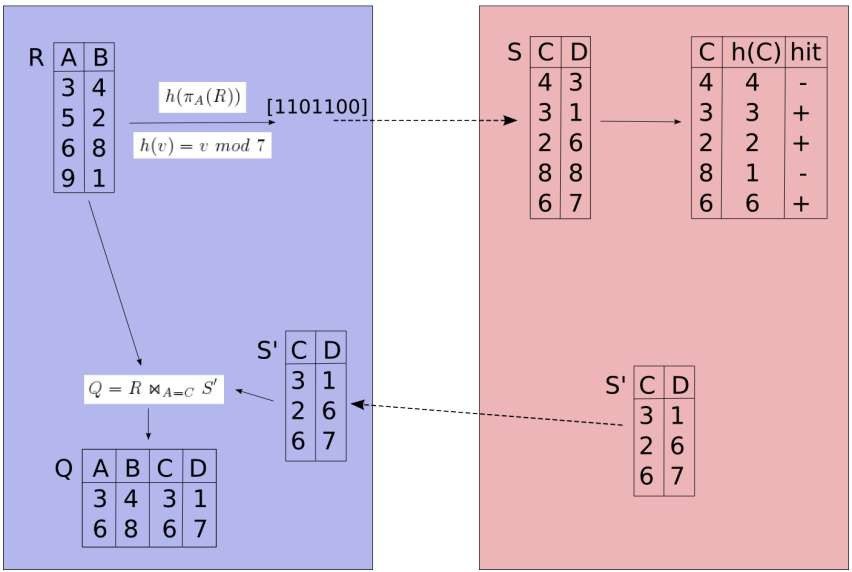 R A B
3 4
5 2
6 8
9 1
h(π_A(R))
h(v) = v mod 7
[1101100]
S C D
4 3
3 1
2 6
8 8
6 7
C h(C) hit
4 4 -
3 3 +
2 2 +
8 1 -
6 6 +
S' C D
3 1
2 6
6 7
S' C D
3 1
2 6
6 7
Q = R ⋈_{A=C} S'
Q A B C D
3 4 3 1
6 8 6 7